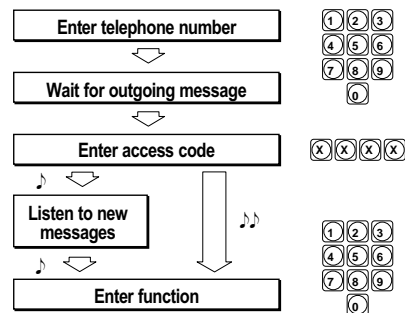 Enter telephone number
1 2 3
4 5 6
7 8 9
0
Wait for outgoing message
Enter access code
X X X X
Listen to new
messages
1 2 3
4 5 6
7 8 9
0
Enter function